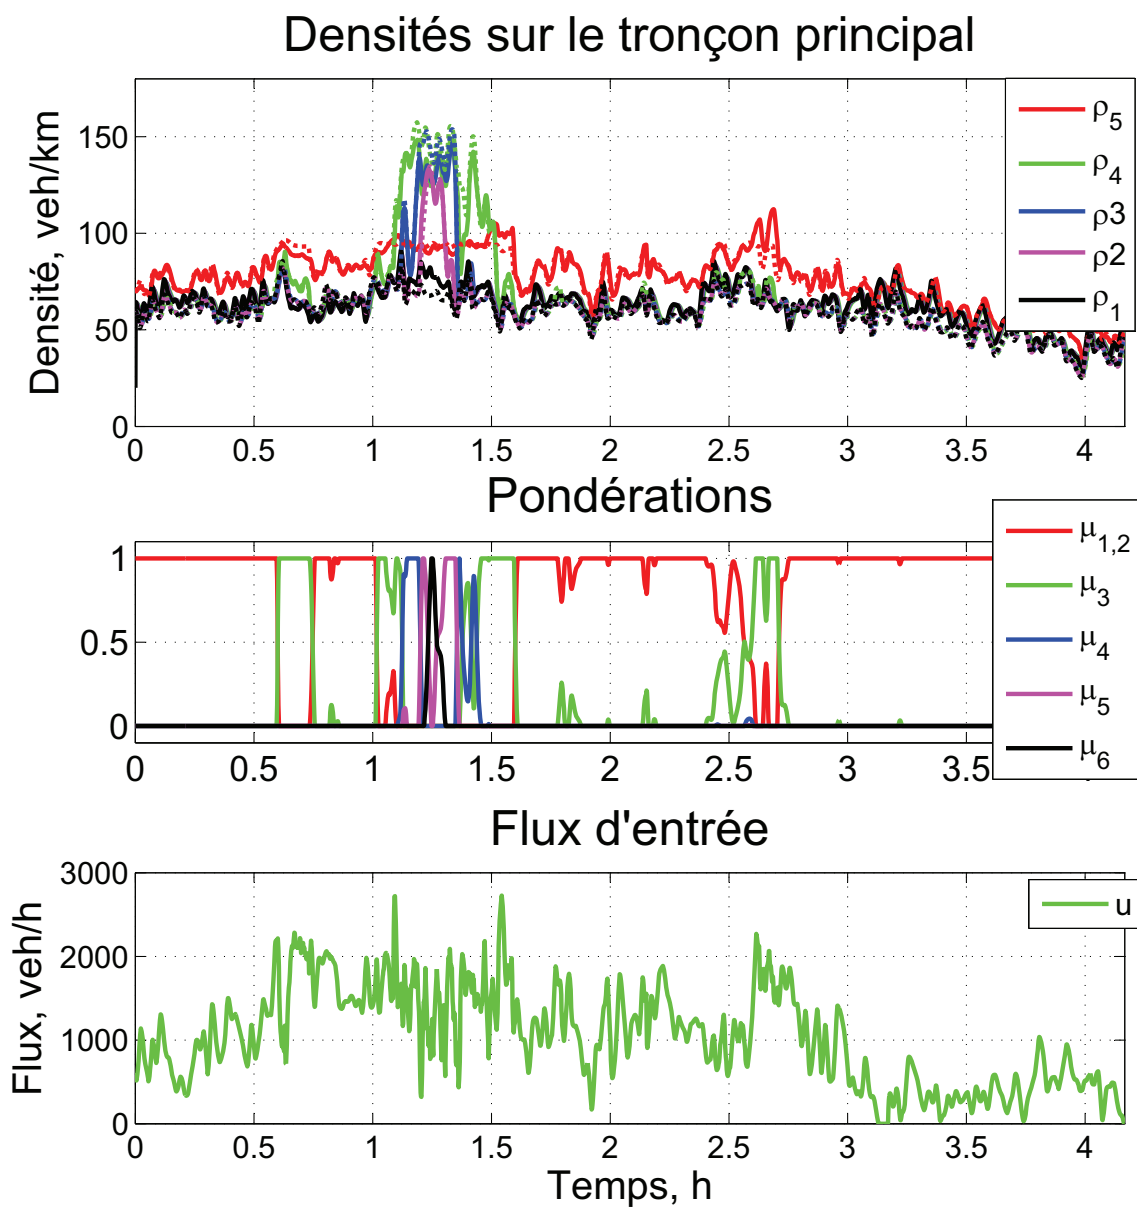 Densités sur le tronçon principal
Densité, veh/km
150
100
50
0
0 0.5 1 1.5 2 2.5 3 3.5 4
ρ5
ρ4
ρ3
ρ2
ρ1
Pondérations
1
0.5
0
0 0.5 1 1.5 2 2.5 3 3.5
μ1,2
μ3
μ4
μ5
μ6
Flux d'entrée
Flux, veh/h
3000
2000
1000
0
0 0.5 1 1.5 2 2.5 3 3.5 4
u
Temps, h